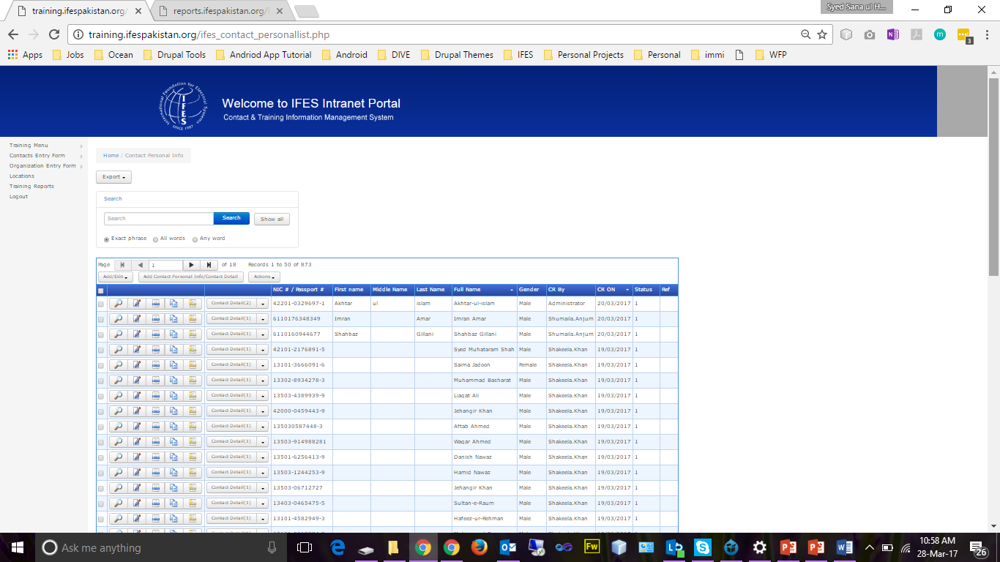 training.ifespakistan.org/
reports.ifespakistan.org/
Syed Sana ul H...
training.ifespakistan.org/ifes_contact_personallist.php
Apps Jobs Ocean Drupal Tools Andriod App Tutorial Android DIVE Drupal Themes IFES Personal Projects Personal immi WFP
3
International Foundation for Electoral Systems
IFES
SINCE 1987
Welcome to IFES Intranet Portal
Contact & Training Information Management System
Training Menu
Contacts Entry Form
Organization Entry Form
Locations
Training Reports
Logout
Home / Contact Personal Info
Export
Search
Search Search Show all
Exact phrase All words Any word
Page 1 of 18 Records 1 to 50 of 873
Add/Edit Add Contact Personal Info/Contact Detail Actions
NIC # / Passport # First name Middle Name Last Name Full Name Gender CR By CR ON Status Ref
Contact Detail(2) 42201-0329697-1 Akhtar ul islam Akhtar-ul-islam Male Administrator 20/03/2017 1
Contact Detail(1) 6110176348349 Imran Amar Imran Amar Male Shumaila.Anjum 20/03/2017 1
Contact Detail(1) 6110160944677 Shahbaz Gillani Shahbaz Gillani Male Shumaila.Anjum 20/03/2017 1
Contact Detail(1) 42101-2176891-5 Syed Muhataram Shah Male Shakeela.Khan 19/03/2017 1
Contact Detail(1) 13101-3666091-6 Saima Jadoon Female Shakeela.Khan 19/03/2017 1
Contact Detail(1) 13302-8934278-3 Muhammad Basharat Male Shakeela.Khan 19/03/2017 1
Contact Detail(1) 13503-4389939-9 Liaqat Ali Male Shakeela.Khan 19/03/2017 1
Contact Detail(1) 42000-0459443-9 Jehangir Khan Male Shakeela.Khan 19/03/2017 1
Contact Detail(1) 135030587448-3 Aftab Ahmed Male Shakeela.Khan 19/03/2017 1
Contact Detail(1) 13503-914988281 Waqar Ahmed Male Shakeela.Khan 19/03/2017 1
Contact Detail(1) 13501-6256413-9 Danish Nawaz Male Shakeela.Khan 19/03/2017 1
Contact Detail(1) 13503-1244253-9 Hamid Nawaz Male Shakeela.Khan 19/03/2017 1
Contact Detail(1) 13503-06712727 Jehangir Khan Male Shakeela.Khan 19/03/2017 1
Contact Detail(1) 13403-0465475-5 Sultan-e-Raum Male Shakeela.Khan 19/03/2017 1
Contact Detail(1) 13101-4582949-3 Hafeez-ur-Rehman Male Shakeela.Khan 19/03/2017 1
Ask me anything
Fw
10:58 AM
28-Mar-17
26